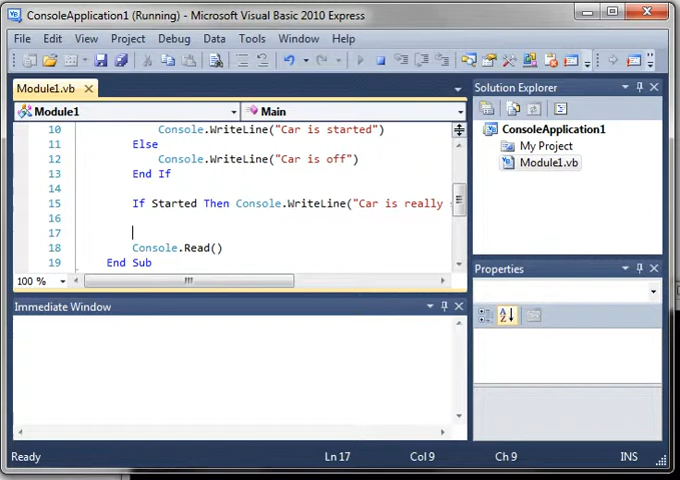 ConsoleApplication1 (Running) - Microsoft Visual Basic 2010 Express
File Edit View Project Debug Data Tools Window Help
Module1.vb
Module1 Main
10 Console.WriteLine("Car is started")
11 Else
12 Console.WriteLine("Car is off")
13 End If
14
15 If Started Then Console.WriteLine("Car is really
16
17
18 Console.Read()
19 End Sub
100 %
Immediate Window
Solution Explorer
ConsoleApplication1
My Project
Module1.vb
Properties
Ready Ln 17 Col 9 Ch 9 INS